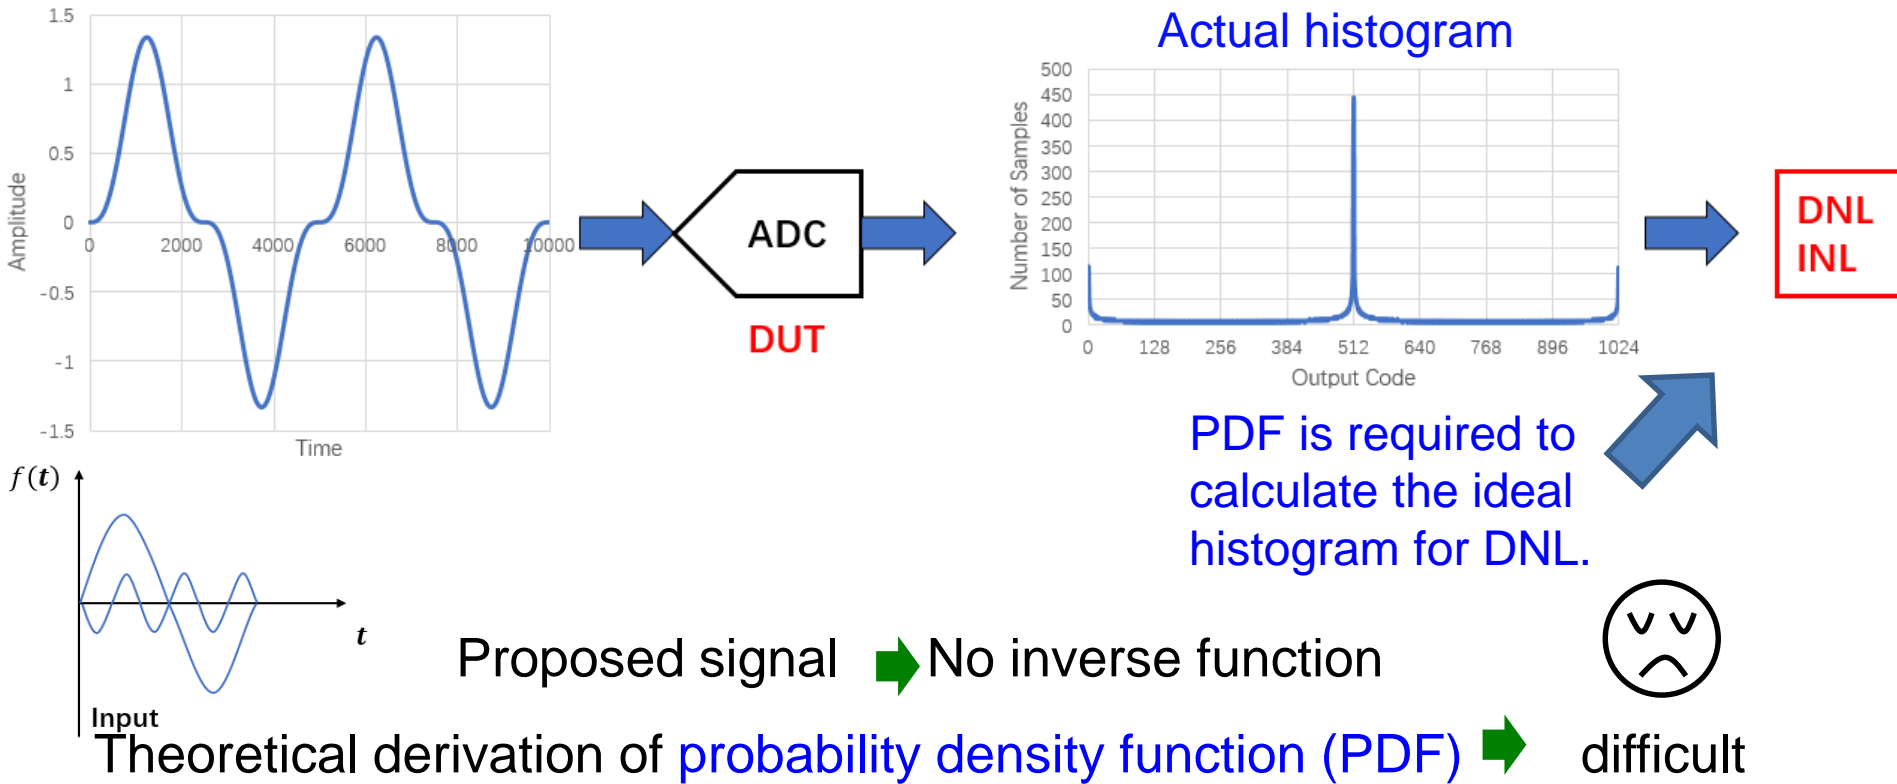 1.5
1
0.5
0
-0.5
-1
-1.5
Amplitude
0 2000 4000 6000 8000 10000
Time
ADC
DUT
Actual histogram
500
450
400
350
300
250
200
150
100
50
0
Number of Samples
0 128 256 384 512 640 768 896 1024
Output Code
DNL
INL
PDF is required to
calculate the ideal
histogram for DNL.
f(t)
t
Input
Proposed signal No inverse function
Theoretical derivation of probability density function (PDF) difficult